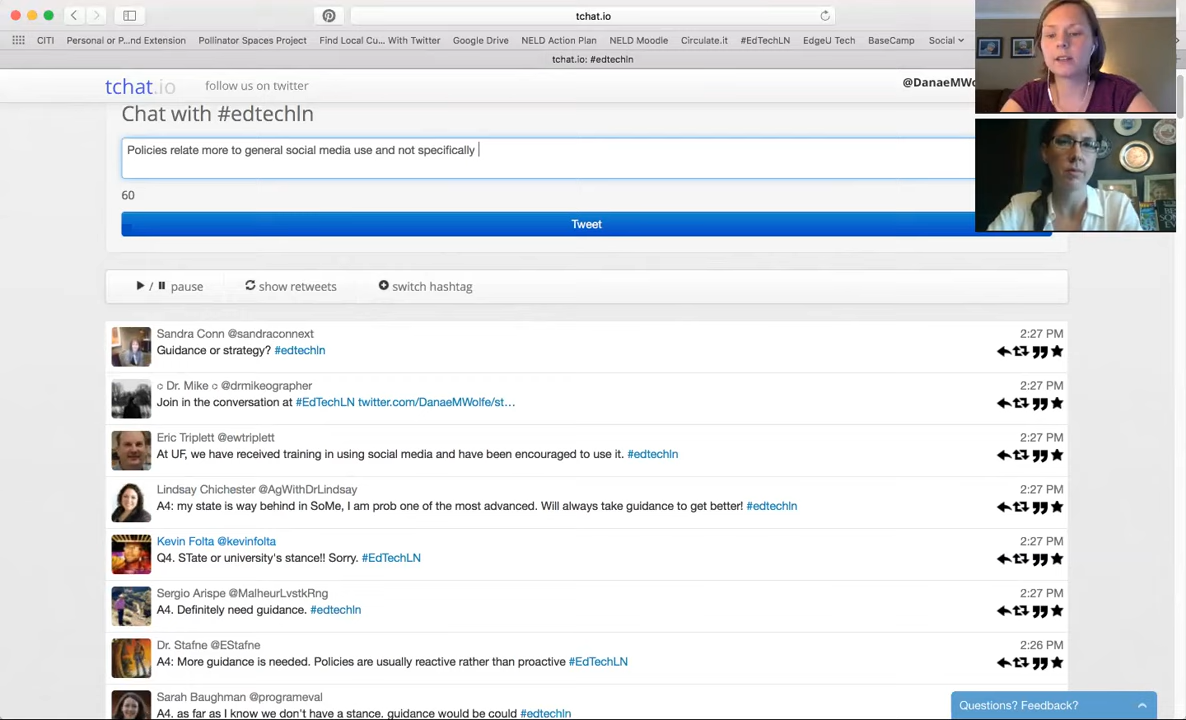 tchat.io
CITI Personal or P...nd Extension Pollinator Spaces Project Find Local Cu... With Twitter Google Drive NELD Action Plan NELD Moodle Circulate.it #EdTechLN EdgeU Tech BaseCamp Social
tchat.io: #edtechln
tchat.io follow us on twitter @DanaeMWo
Chat with #edtechln
Policies relate more to general social media use and not specifically
60
Tweet
/ pause show retweets switch hashtag
Sandra Conn @sandraconnext 2:27 PM
Guidance or strategy? #edtechln
Dr. Mike @drmikeographer 2:27 PM
Join in the conversation at #EdTechLN twitter.com/DanaeMWolfe/st…
Eric Triplett @ewtriplett 2:27 PM
At UF, we have received training in using social media and have been encouraged to use it. #edtechln
Lindsay Chichester @AgWithDrLindsay 2:27 PM
A4: my state is way behind in SoMe, I am prob one of the most advanced. Will always take guidance to get better! #edtechln
Kevin Folta @kevinfolta 2:27 PM
Q4. STate or university's stance!! Sorry. #EdTechLN
Sergio Arispe @MalheurLvstkRng 2:27 PM
A4. Definitely need guidance. #edtechln
Dr. Stafne @EStafne 2:26 PM
A4: More guidance is needed. Policies are usually reactive rather than proactive #EdTechLN
Sarah Baughman @programeval
A4. as far as I know we don't have a stance. guidance would be could #edtechln
Questions? Feedback?